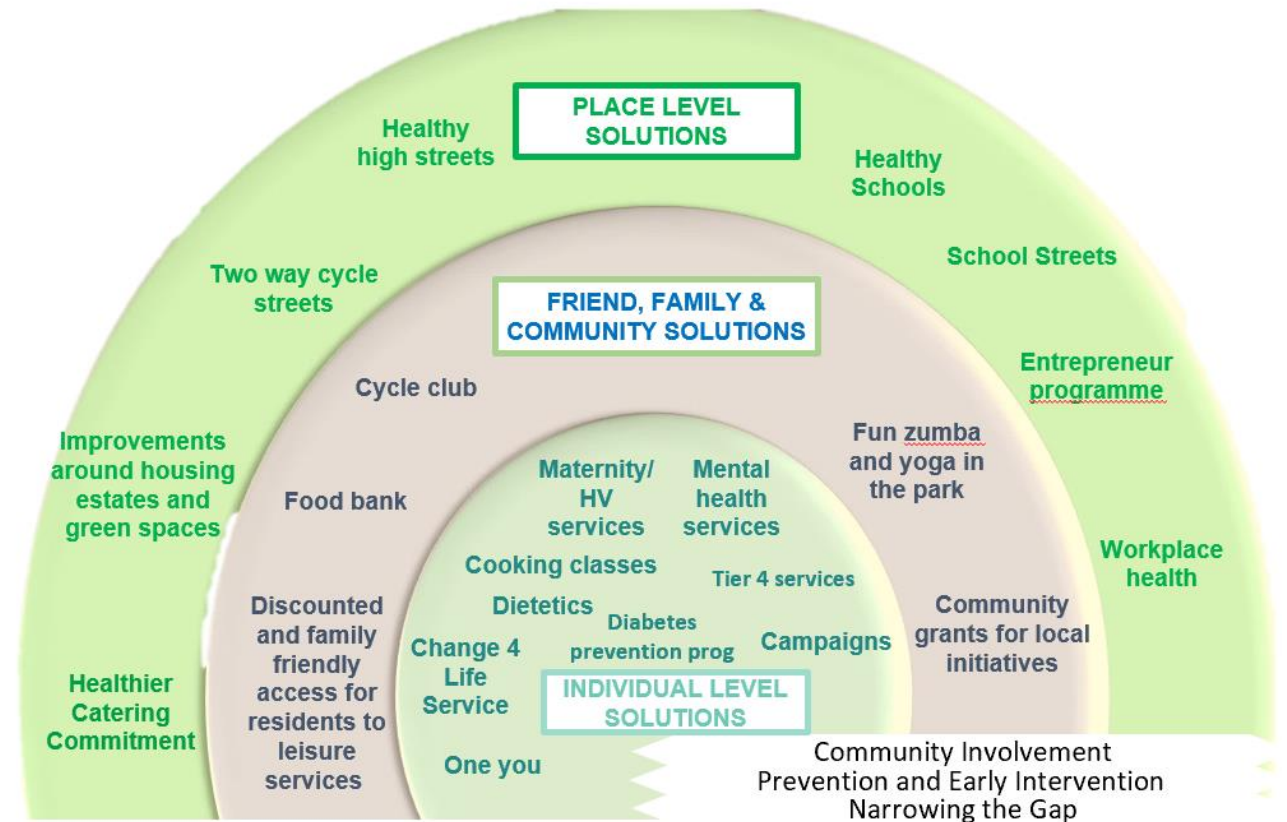 PLACE LEVEL
SOLUTIONS
Healthy
high streets
Healthy
Schools
School Streets
Two way cycle
streets
Entrepreneur
programme
Improvements
around housing
estates and
green spaces
Workplace
health
Healthier
Catering
Commitment
FRIEND, FAMILY &
COMMUNITY SOLUTIONS
Cycle club
Fun zumba
and yoga in
the park
Food bank
Discounted
and family
friendly
access for
residents to
leisure
services
Community
grants for local
initiatives
Maternity/
HV
services
Mental
health
services
Cooking classes
Tier 4 services
Dietetics
Diabetes
prevention prog
Campaigns
Change 4
Life
Service
INDIVIDUAL LEVEL
SOLUTIONS
One you
Community Involvement
Prevention and Early Intervention
Narrowing the Gap